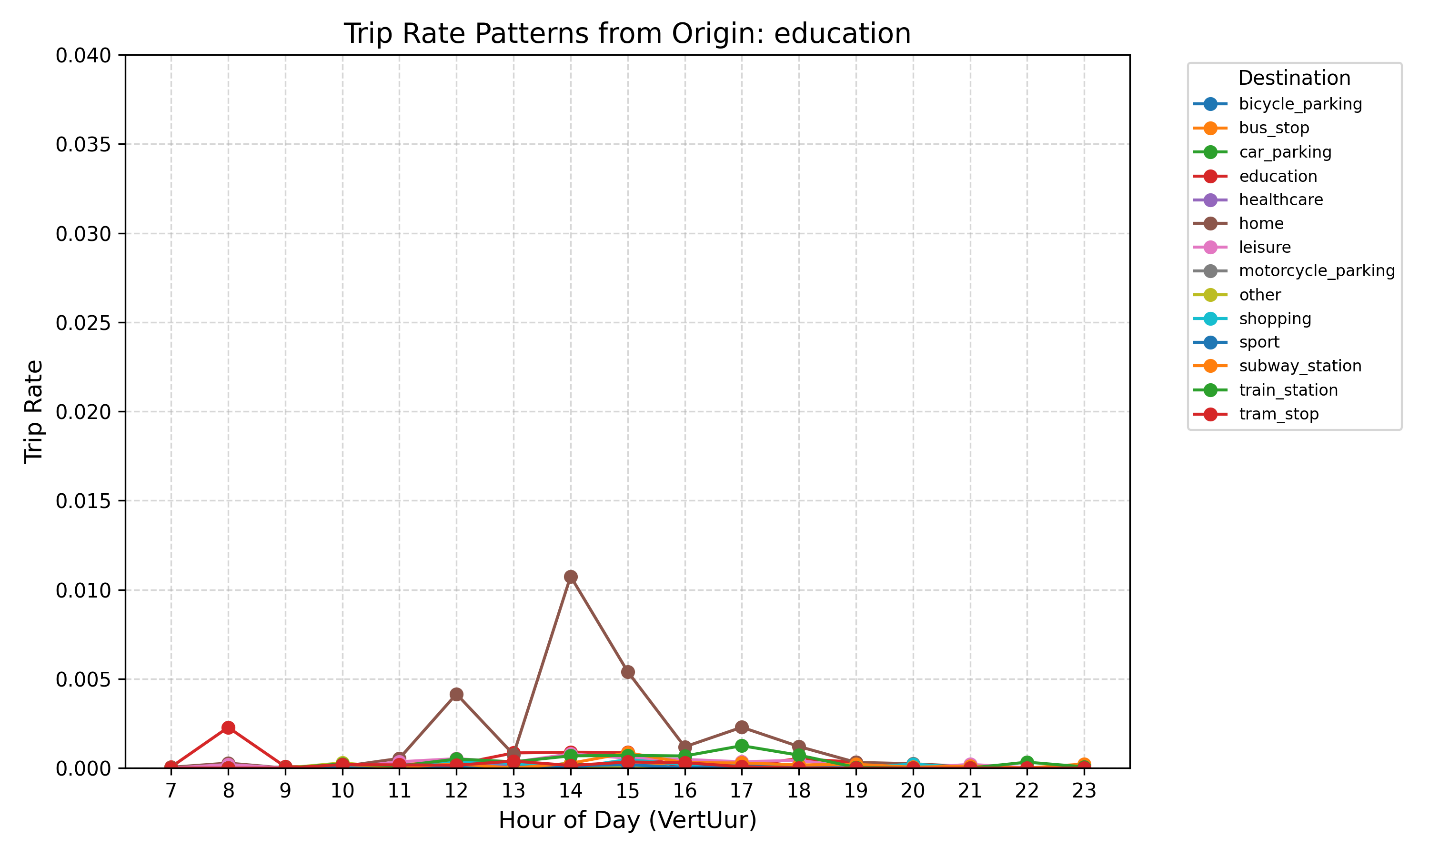 Trip Rate Patterns from Origin: education
0.040
0.035
0.030
0.025
0.020
0.015
0.010
0.005
0.000
Trip Rate
7 8 9 10 11 12 13 14 15 16 17 18 19 20 21 22 23
Hour of Day (VertUur)
Destination
bicycle_parking
bus_stop
car_parking
education
healthcare
home
leisure
motorcycle_parking
other
shopping
sport
subway_station
train_station
tram_stop